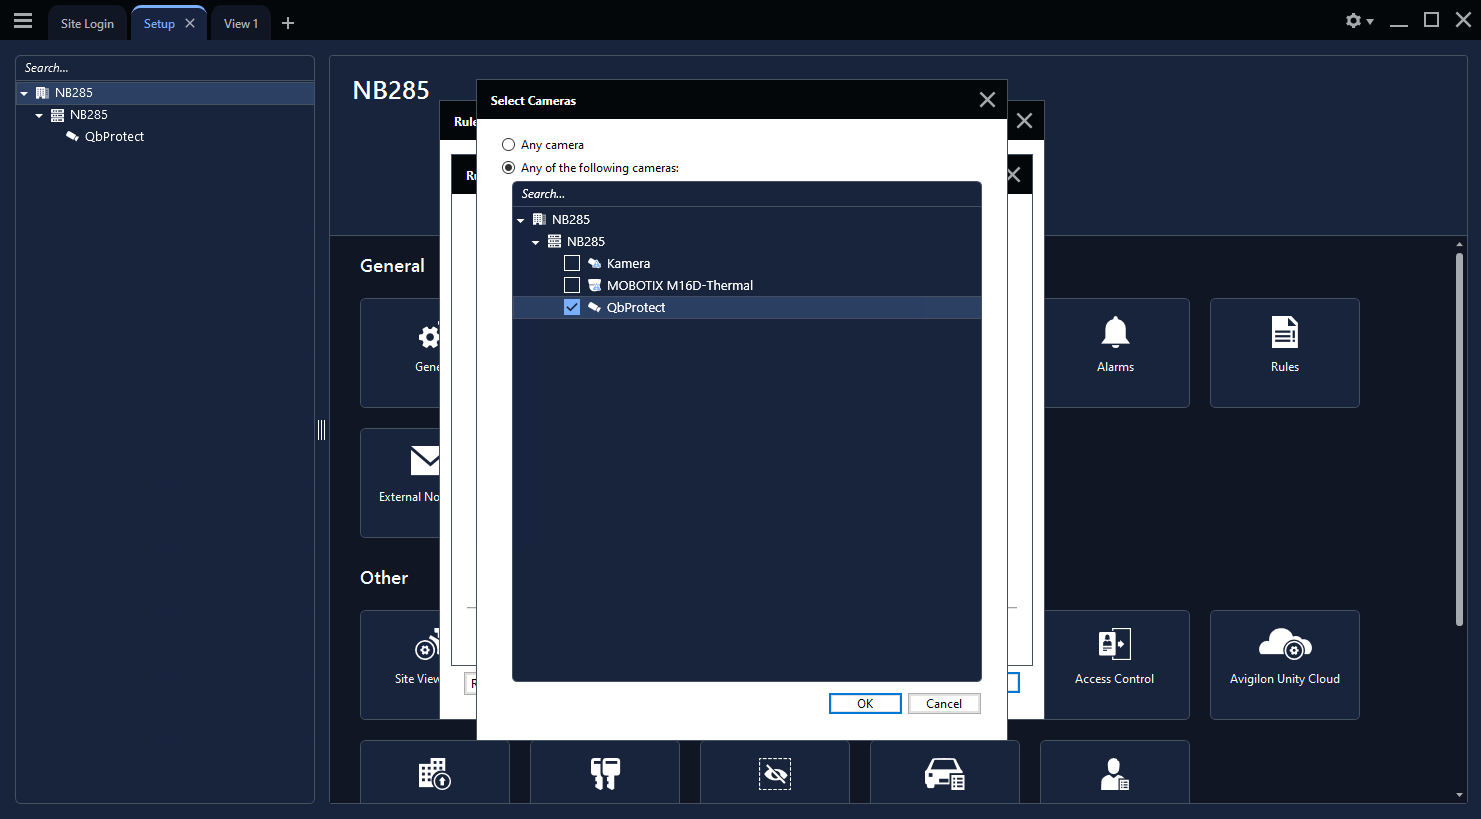 Site Login
Setup
View 1
Search...
NB285
NB285
QbProtect
NB285
Select Cameras
Any camera
Any of the following cameras:
Search...
NB285
NB285
Kamera
MOBOTIX M16D-Thermal
QbProtect
OK
Cancel
General
Alarms
Rules
External No
Other
Site View
Access Control
Avigilon Unity Cloud